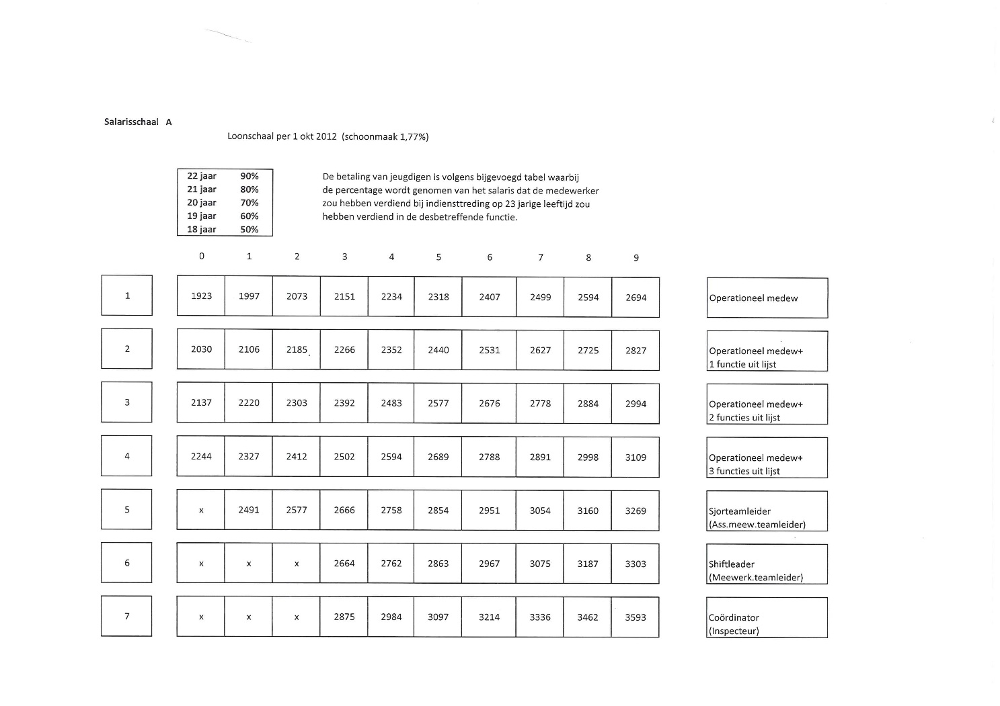 Salarisschaal A
Loonschaal per 1 okt 2012 (schoonmaak 1,77%)
22 jaar 90%
21 jaar 80%
20 jaar 70%
19 jaar 60%
18 jaar 50%
De betaling van jeugdigen is volgens bijgevoegd tabel waarbij
de percentage wordt genomen van het salaris dat de medewerker
zou hebben verdiend bij indiensttreding op 23 jarige leeftijd zou
hebben verdiend in de desbetreffende functie.
0 1 2 3 4 5 6 7 8 9
1 1923 1997 2073 2151 2234 2318 2407 2499 2594 2694 Operationeel medew
2 2030 2106 2185 2266 2352 2440 2531 2627 2725 2827 Operationeel medew+
1 functie uit lijst
3 2137 2220 2303 2392 2483 2577 2676 2778 2884 2994 Operationeel medew+
2 functies uit lijst
4 2244 2327 2412 2502 2594 2689 2788 2891 2998 3109 Operationeel medew+
3 functies uit lijst
5 x 2491 2577 2666 2758 2854 2951 3054 3160 3269 Sjorteamleider
(Ass.meew.teamleider)
6 x x x 2664 2762 2863 2967 3075 3187 3303 Shiftleader
(Meewerk.teamleider)
7 x x x 2875 2984 3097 3214 3336 3462 3593 Coördinator
(Inspecteur)